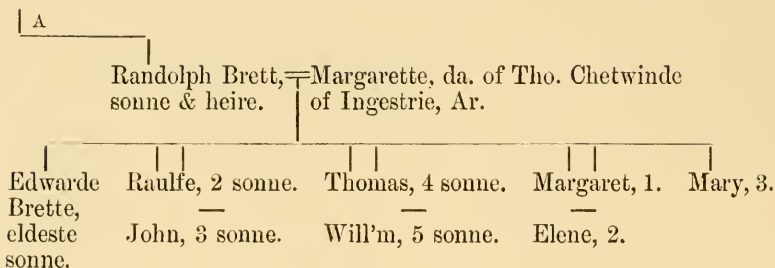 A
Randolph Brett,
sonne & heire.
Margarette, da. of Tho. Chetwinde
of Ingestrie, Ar.
Edwarde
Brette,
eldeste
sonne.
Raulfe, 2 sonne.
John, 3 sonne.
Thomas, 4 sonne.
Will'm, 5 sonne.
Margaret, 1.
Elene, 2.
Mary, 3.